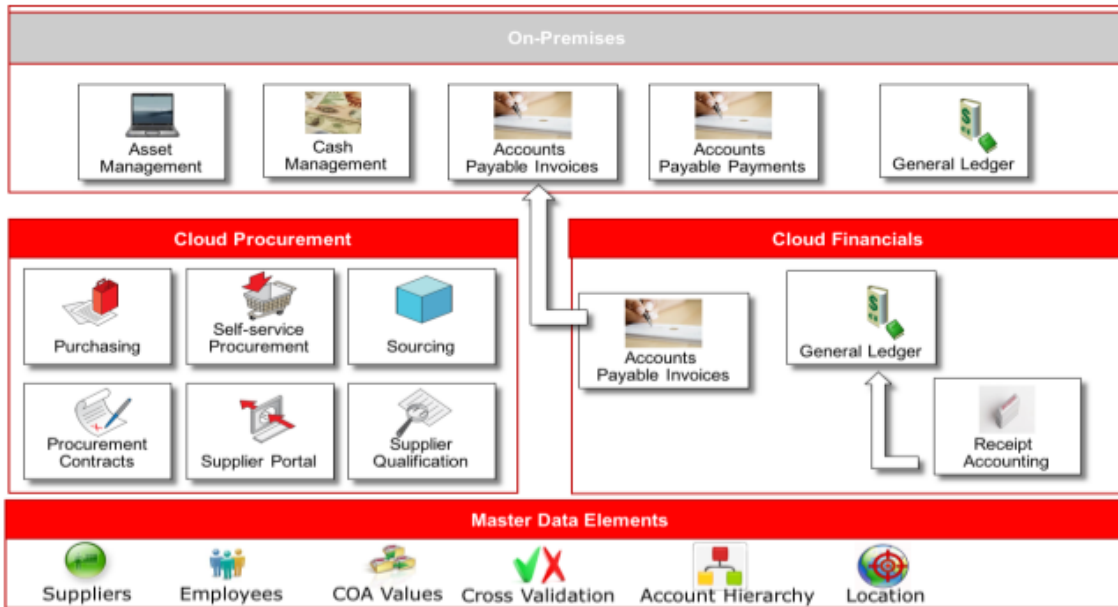 On-Premises
Asset
Management
Cash
Management
Accounts
Payable Invoices
Accounts
Payable Payments
General Ledger
Cloud Procurement
Purchasing
Self-service
Procurement
Sourcing
Procurement
Contracts
Supplier Portal
Supplier
Qualification
Cloud Financials
Accounts
Payable Invoices
General Ledger
Receipt
Accounting
Master Data Elements
Suppliers
Employees
COA Values
Cross Validation
Account Hierarchy
Location